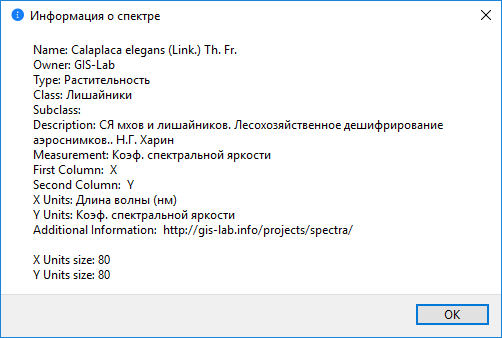 Информация о спектре
Name: Calaplaca elegans (Link.) Th. Fr.
Owner: GIS-Lab
Type: Растительность
Class: Лишайники
Subclass:
Description: СЯ мхов и лишайников. Лесохозяйственное дешифрирование
аэроснимков.. Н.Г. Харин
Measurement: Коэф. спектральной яркости
First Column:  X
Second Column:  Y
X Units: Длина волны (нм)
Y Units: Коэф. спектральной яркости
Additional Information:  http://gis-lab.info/projects/spectra/
X Units size: 80
Y Units size: 80
OK